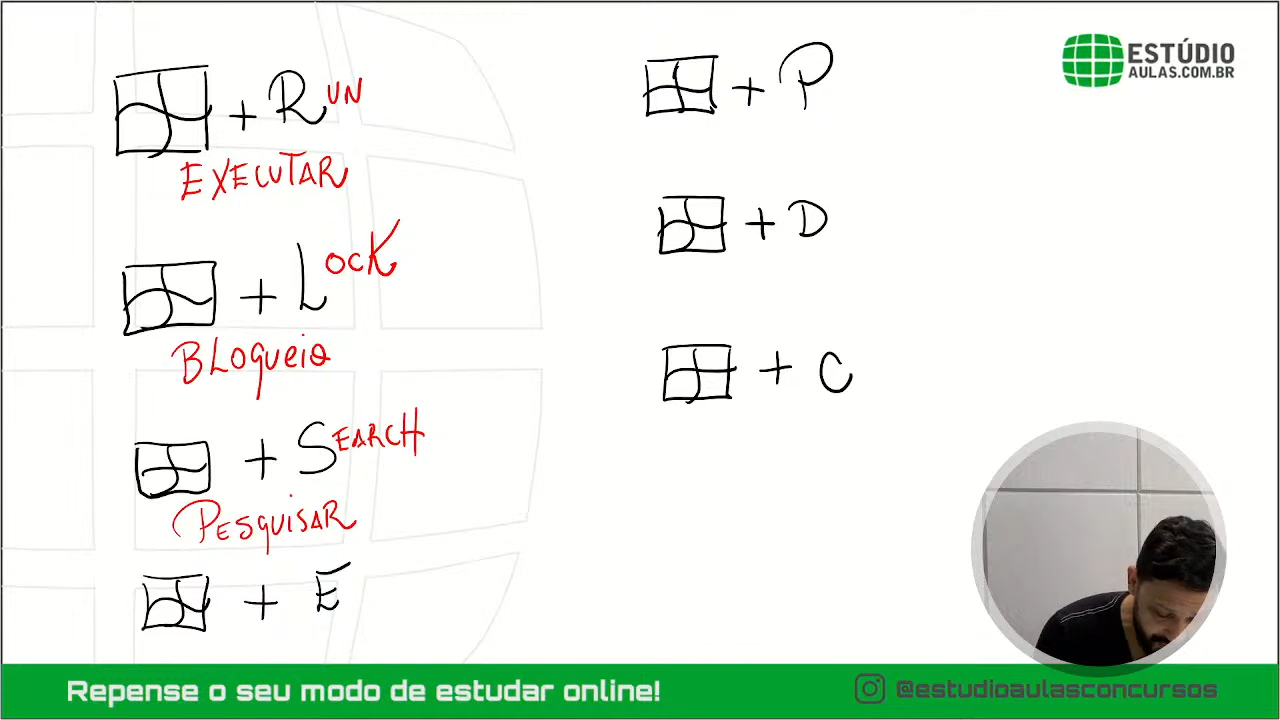 + RUN
EXECUTAR
+ LOCK
BLOQUEIO
+ SEARCH
PESQUISAR
+ E
+ P
+ D
+ C
ESTÚDIO
AULAS.COM.BR
Repense o seu modo de estudar online!
@estudioaulasconcursos